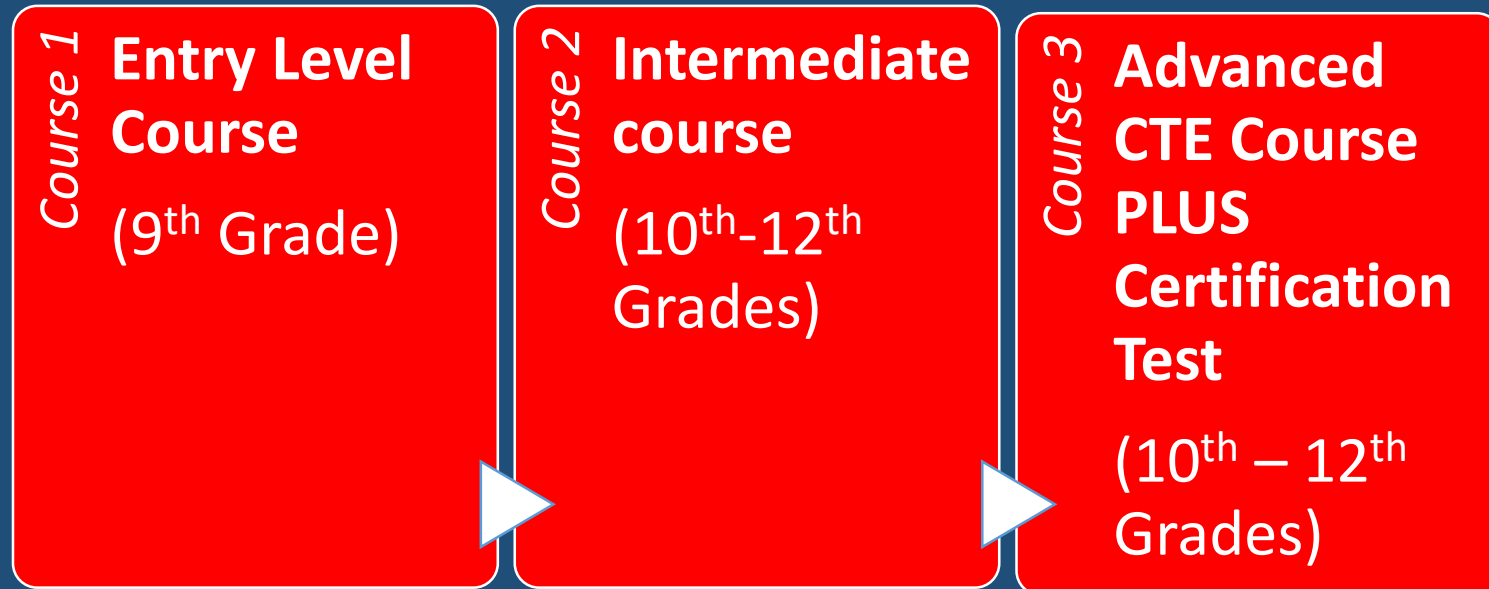 Course 1
Entry Level
Course
(9th Grade)
Course 2
Intermediate
course
(10th-12th
Grades)
Course 3
Advanced
CTE Course
PLUS
Certification
Test
(10th – 12th
Grades)